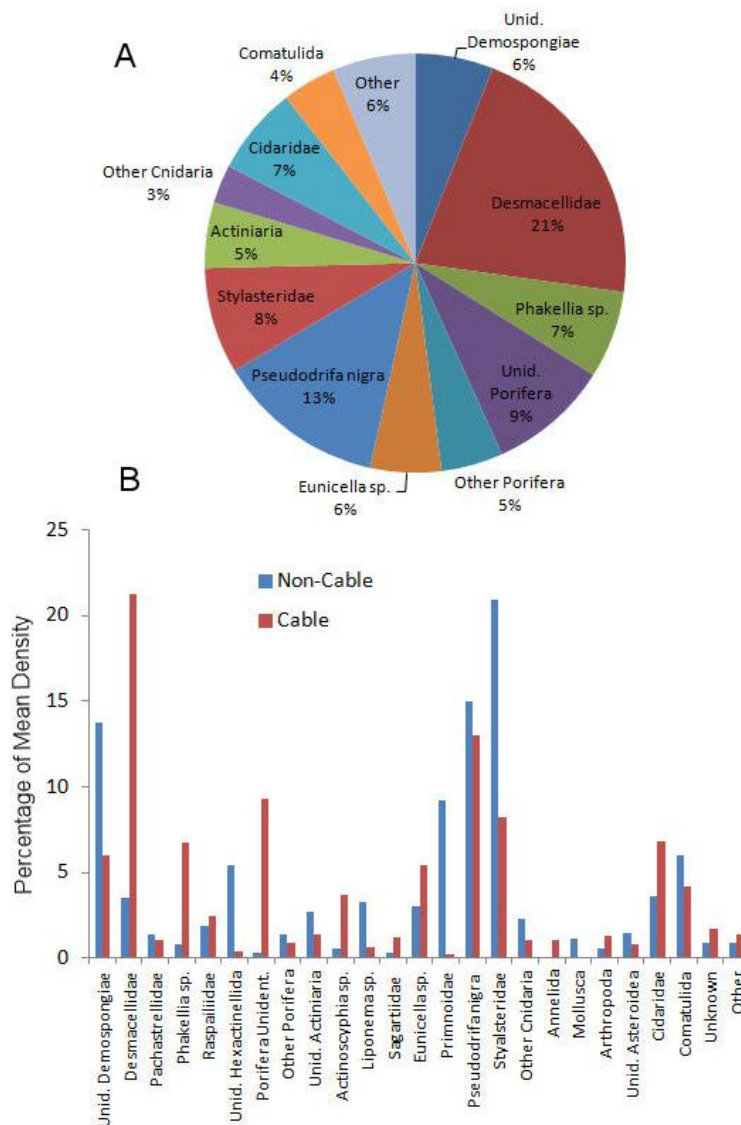 A
Unid.
Demospongiae
6%
Desmacellidae
21%
Phakellia sp.
7%
Unid.
Porifera
9%
Other Porifera
5%
Eunicella sp.
6%
Pseudodrifa nigra
13%
Stylasteridae
8%
Actiniaria
5%
Other Cnidaria
3%
Cidaridae
7%
Comatulida
4%
Other
6%
B
Percentage of Mean Density
25
20
15
10
5
0
Non-Cable
Cable
Unid. Demospongiae
Desmacellidae
Pachastrellidae
Phakellia sp.
Raspailiidae
Unid. Hexactinellida
Porifera Unident.
Other Porifera
Unid. Actiniaria
Actinoscyphia sp.
Liponema sp.
Sagartiidae
Eunicella sp.
Primnoidae
Pseudodrifa nigra
Styalsteridae
Other Cnidaria
Annelida
Mollusca
Arthropoda
Unid. Asteroidea
Cidaridae
Comatulida
Unknown
Other